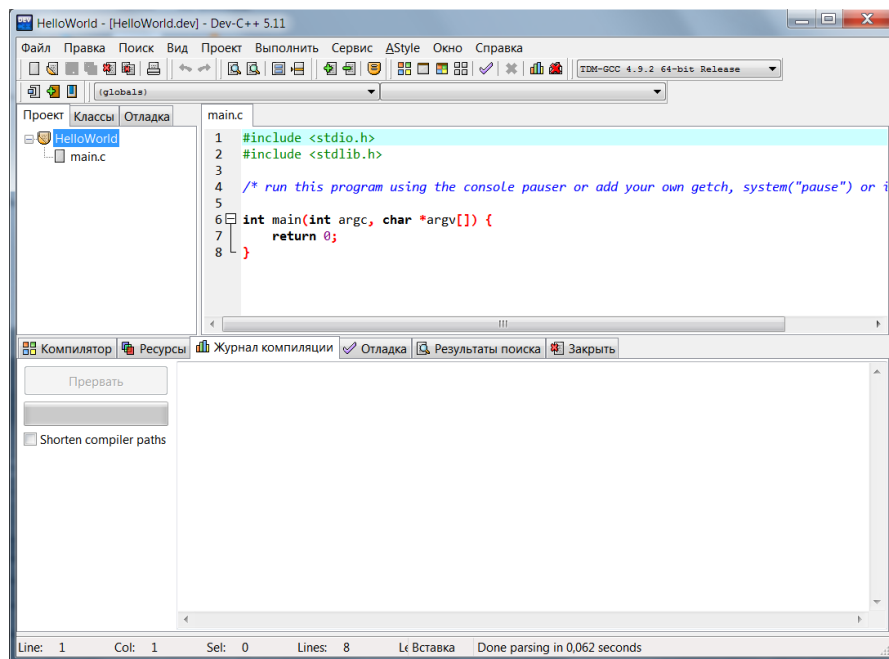 HelloWorld - [HelloWorld.dev] - Dev-C++ 5.11
Файл Правка Поиск Вид Проект Выполнить Сервис AStyle Окно Справка
TDM-GCC 4.9.2 64-bit Release
(globals)
Проект Классы Отладка
main.c
HelloWorld
main.c
1 #include <stdio.h>
2 #include <stdlib.h>
3
4 /* run this program using the console pauser or add your own getch, system("pause") or i
5
6 int main(int argc, char *argv[]) {
7 return 0;
8 }
Компилятор Ресурсы Журнал компиляции Отладка Результаты поиска Закрыть
Прервать
Shorten compiler paths
Line: 1 Col: 1 Sel: 0 Lines: 8 Le Вставка Done parsing in 0,062 seconds